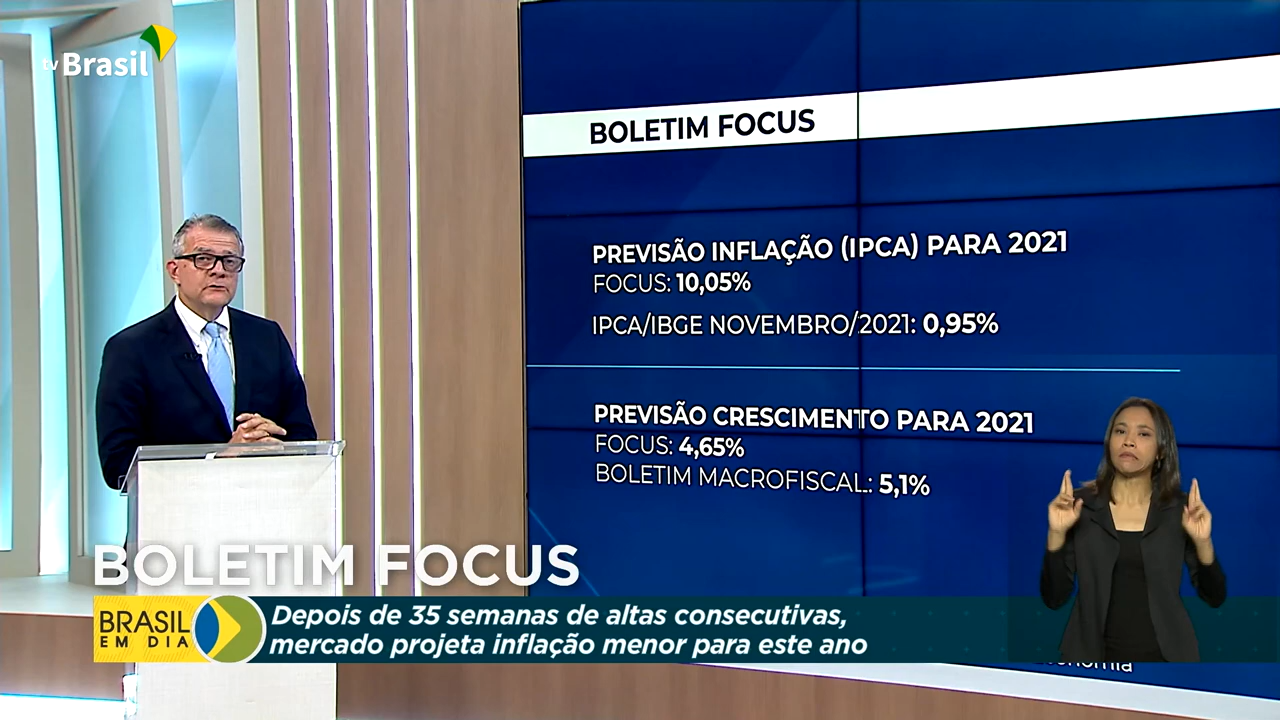 tv Brasil
BOLETIM FOCUS
PREVISÃO INFLAÇÃO (IPCA) PARA 2021
FOCUS: 10,05%
IPCA/IBGE NOVEMBRO/2021: 0,95%
PREVISÃO CRESCIMENTO PARA 2021
FOCUS: 4,65%
BOLETIM MACROFISCAL: 5,1%
BOLETIM FOCUS
BRASIL
EM DIA
Depois de 35 semanas de altas consecutivas,
mercado projeta inflação menor para este ano